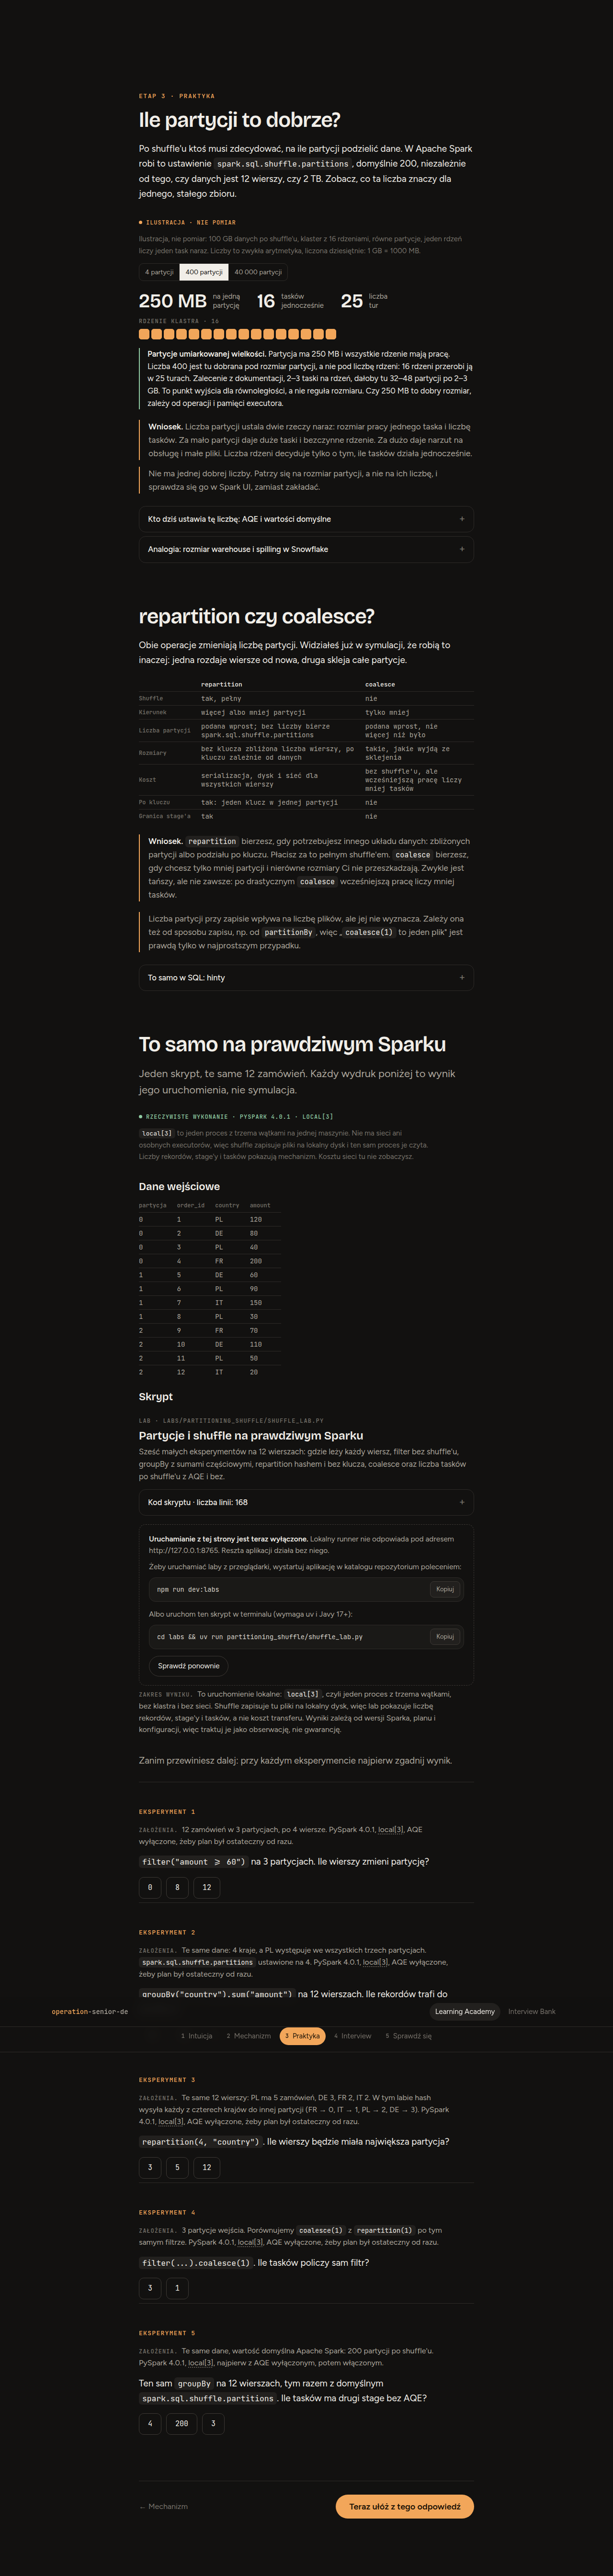 ETAP 3 · PRAKTYKA
Ile partycji to dobrze?
Po shuffle'u ktoś musi zdecydować, na ile partycji podzielić dane. W Apache Spark
robi to ustawienie spark.sql.shuffle.partitions, domyślnie 200, niezależnie
od tego, czy danych jest 12 wierszy, czy 2 TB. Zobacz, co ta liczba znaczy dla
jednego, stałego zbioru.
ILUSTRACJA · NIE POMIAR
Ilustracja, nie pomiar: 100 GB danych po shuffle'u, klaster z 16 rdzeniami, równe partycje, jeden rdzeń
liczy jeden task naraz. Liczby to zwykła arytmetyka, liczona dziesiętnie: 1 GB = 1000 MB.
4 partycji 400 partycji 40 000 partycji
250 MB na jedną partycję 16 tasków jednocześnie 25 liczba tur
RDZENIE KLASTRA · 16
Partycje umiarkowanej wielkości. Partycja ma 250 MB i wszystkie rdzenie mają pracę.
Liczba 400 jest tu dobrana pod rozmiar partycji, a nie pod liczbę rdzeni: 16 rdzeni przerobi ją
w 25 turach. Zalecenie z dokumentacji, 2–3 taski na rdzeń, dałoby tu 32–48 partycji po 2–3
GB. To punkt wyjścia dla równoległości, a nie reguła rozmiaru. Czy 250 MB to dobry rozmiar,
zależy od operacji i pamięci executora.
Wniosek. Liczba partycji ustala dwie rzeczy naraz: rozmiar pracy jednego taska i liczbę
tasków. Za mało partycji daje duże taski i bezczynne rdzenie. Za dużo daje narzut na
obsługę i małe pliki. Liczba rdzeni decyduje tylko o tym, ile tasków działa jednocześnie.
Nie ma jednej dobrej liczby. Patrzy się na rozmiar partycji, a nie na ich liczbę, i
sprawdza się go w Spark UI, zamiast zakładać.
Kto dziś ustawia tę liczbę: AQE i wartości domyślne +
Analogia: rozmiar warehouse i spilling w Snowflake +
repartition czy coalesce?
Obie operacje zmieniają liczbę partycji. Widziałeś już w symulacji, że robią to
inaczej: jedna rozdaje wiersze od nowa, druga skleja całe partycje.
repartition coalesce
Shuffle tak, pełny nie
Kierunek więcej albo mniej partycji tylko mniej
Liczba partycji podana wprost; bez liczby bierze spark.sql.shuffle.partitions podana wprost, nie więcej niż było
Rozmiary bez klucza zbliżona liczba wierszy, po kluczu zależnie od danych takie, jakie wyjdą ze sklejenia
Koszt serializacja, dysk i sieć dla wszystkich wierszy bez shuffle'u, ale wcześniejszą pracę liczy mniej tasków
Po kluczu tak: jeden klucz w jednej partycji nie
Granica stage'a tak nie
Wniosek. repartition bierzesz, gdy potrzebujesz innego układu danych: zbliżonych
partycji albo podziału po kluczu. Płacisz za to pełnym shuffle'em. coalesce bierzesz,
gdy chcesz tylko mniej partycji i nierówne rozmiary Ci nie przeszkadzają. Zwykle jest
tańszy, ale nie zawsze: po drastycznym coalesce wcześniejszą pracę liczy mniej
tasków.
Liczba partycji przy zapisie wpływa na liczbę plików, ale jej nie wyznacza. Zależy ona
też od sposobu zapisu, np. od partitionBy, więc „coalesce(1) to jeden plik" jest
prawdą tylko w najprostszym przypadku.
To samo w SQL: hinty +
To samo na prawdziwym Sparku
Jeden skrypt, te same 12 zamówień. Każdy wydruk poniżej to wynik
jego uruchomienia, nie symulacja.
RZECZYWISTE WYKONANIE · PYSPARK 4.0.1 · LOCAL[3]
local[3] to jeden proces z trzema wątkami na jednej maszynie. Nie ma sieci ani
osobnych executorów, więc shuffle zapisuje pliki na lokalny dysk i ten sam proces je czyta.
Liczby rekordów, stage'y i tasków pokazują mechanizm. Kosztu sieci tu nie zobaczysz.
Dane wejściowe
partycja order_id country amount
0 1 PL 120
0 2 DE 80
0 3 PL 40
0 4 FR 200
1 5 DE 60
1 6 PL 90
1 7 IT 150
1 8 PL 30
2 9 FR 70
2 10 DE 110
2 11 PL 50
2 12 IT 20
Skrypt
LAB · LABS/PARTITIONING_SHUFFLE/SHUFFLE_LAB.PY
Partycje i shuffle na prawdziwym Sparku
Sześć małych eksperymentów na 12 wierszach: gdzie leży każdy wiersz, filter bez shuffle'u,
groupBy z sumami częściowymi, repartition hashem i bez klucza, coalesce oraz liczba tasków
po shuffle'u z AQE i bez.
Kod skryptu · liczba linii: 168 +
Uruchamianie z tej strony jest teraz wyłączone. Lokalny runner nie odpowiada pod adresem
http://127.0.0.1:8765. Reszta aplikacji działa bez niego.
Żeby uruchamiać laby z przeglądarki, wystartuj aplikację w katalogu repozytorium poleceniem:
npm run dev:labs Kopiuj
Albo uruchom ten skrypt w terminalu (wymaga uv i Javy 17+):
cd labs && uv run partitioning_shuffle/shuffle_lab.py Kopiuj
Sprawdź ponownie
ZAKRES WYNIKU. To uruchomienie lokalne: local[3], czyli jeden proces z trzema wątkami,
bez klastra i bez sieci. Shuffle zapisuje tu pliki na lokalny dysk, więc lab pokazuje liczbę
rekordów, stage'y i tasków, a nie koszt transferu. Wyniki zależą od wersji Sparka, planu i
konfiguracji, więc traktuj je jako obserwację, nie gwarancję.
Zanim przewiniesz dalej: przy każdym eksperymencie najpierw zgadnij wynik.
EKSPERYMENT 1
ZAŁOŻENIA. 12 zamówień w 3 partycjach, po 4 wiersze. PySpark 4.0.1, local[3], AQE
wyłączone, żeby plan był ostateczny od razu.
filter("amount >= 60") na 3 partycjach. Ile wierszy zmieni partycję?
0 8 12
EKSPERYMENT 2
ZAŁOŻENIA. Te same dane: 4 kraje, a PL występuje we wszystkich trzech partycjach.
spark.sql.shuffle.partitions ustawione na 4. PySpark 4.0.1, local[3], AQE wyłączone,
żeby plan był ostateczny od razu.
groupBy("country").sum("amount") na 12 wierszach. Ile rekordów trafi do
operation-senior-de Learning Academy Interview Bank
1 Intuicja 2 Mechanizm 3 Praktyka 4 Interview 5 Sprawdź się
EKSPERYMENT 3
ZAŁOŻENIA. Te same 12 wierszy: PL ma 5 zamówień, DE 3, FR 2, IT 2. W tym labie hash
wysyła każdy z czterech krajów do innej partycji (FR → 0, IT → 1, PL → 2, DE → 3). PySpark
4.0.1, local[3], AQE wyłączone, żeby plan był ostateczny od razu.
repartition(4, "country"). Ile wierszy będzie miała największa partycja?
3 5 12
EKSPERYMENT 4
ZAŁOŻENIA. 3 partycje wejścia. Porównujemy coalesce(1) z repartition(1) po tym
samym filtrze. PySpark 4.0.1, local[3], AQE wyłączone, żeby plan był ostateczny od razu.
filter(...).coalesce(1). Ile tasków policzy sam filtr?
3 1
EKSPERYMENT 5
ZAŁOŻENIA. Te same dane, wartość domyślna Apache Spark: 200 partycji po shuffle'u.
PySpark 4.0.1, local[3], najpierw z AQE wyłączonym, potem włączonym.
Ten sam groupBy na 12 wierszach, tym razem z domyślnym
spark.sql.shuffle.partitions. Ile tasków ma drugi stage bez AQE?
4 200 3
← Mechanizm Teraz ułóż z tego odpowiedź